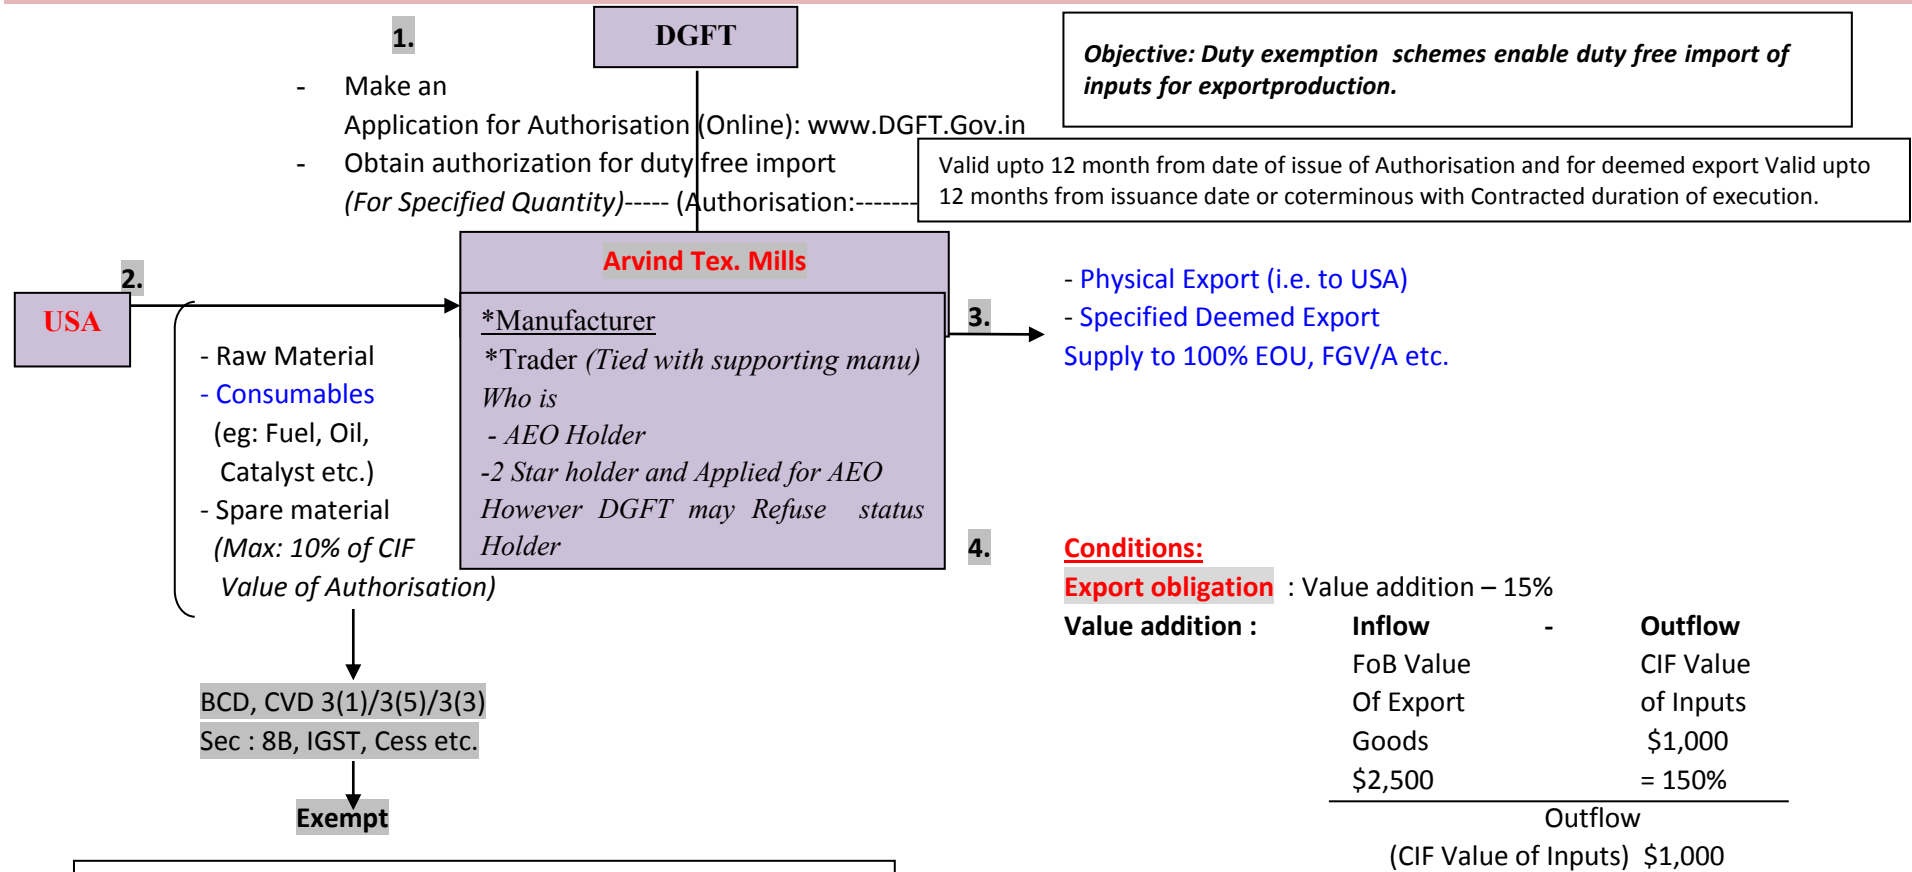 1.
DGFT
- Make an
Application for Authorisation (Online): www.DGFT.Gov.in
- Obtain authorization for duty free import
(For Specified Quantity)----- (Authorisation:-------
Objective: Duty exemption schemes enable duty free import of
inputs for exportproduction.
Valid upto 12 month from date of issue of Authorisation and for deemed export Valid upto
12 months from issuance date or coterminous with Contracted duration of execution.
2.
USA
- Raw Material
- Consumables
(eg: Fuel, Oil,
Catalyst etc.)
- Spare material
(Max: 10% of CIF
Value of Authorisation)
BCD, CVD 3(1)/3(5)/3(3)
Sec : 8B, IGST, Cess etc.
Exempt
Arvind Tex. Mills
*Manufacturer
*Trader (Tied with supporting manu)
Who is
- AEO Holder
-2 Star holder and Applied for AEO
However DGFT may Refuse status
Holder
3.
- Physical Export (i.e. to USA)
- Specified Deemed Export
Supply to 100% EOU, FGV/A etc.
4.
Conditions:
Export obligation : Value addition – 15%
Value addition : Inflow - Outflow
FoB Value CIF Value
Of Export of Inputs
Goods $1,000
$2,500 = 150%
Outflow
(CIF Value of Inputs) $1,000